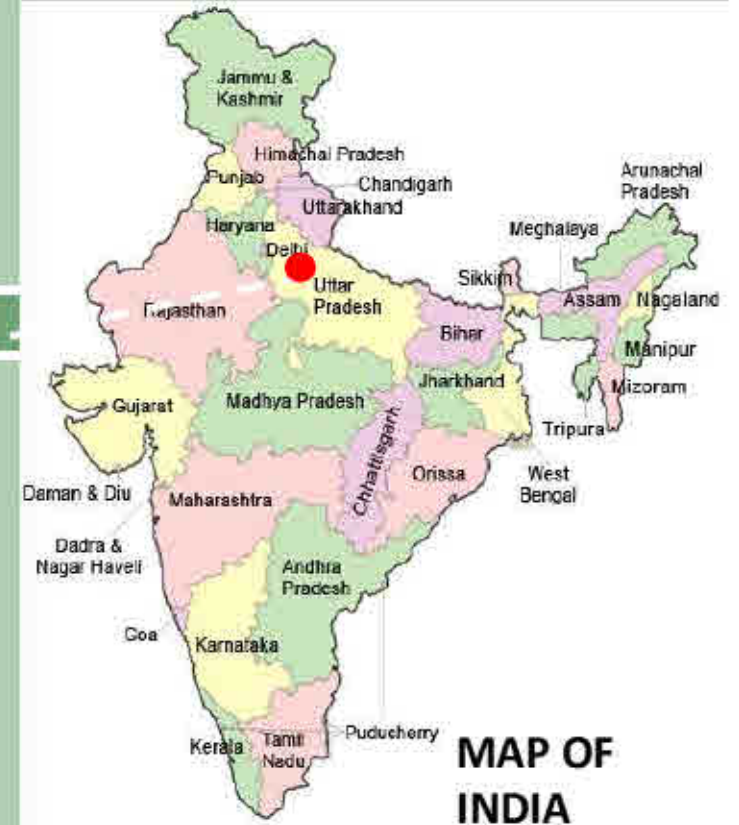 Jammu &
Kashmir
Himachal Pradesh
Punjab
Chandigarh
Uttarakhand
Arunachal
Pradesh
Haryana
Meghalaya
Delhi
Sikkim
Uttar
Pradesh
Assam
Nagaland
Rajasthan
Bihar
Manipur
Jharkhand
Mizoram
Gujarat
Madhya Pradesh
Tripura
Chhattisgarh
Orissa
West
Bengal
Daman & Diu
Maharashtra
Dadra &
Nagar Haveli
Andhra
Pradesh
Goa
Karnataka
Puducherry
Kerala
Tamil
Nadu
MAP OF
INDIA